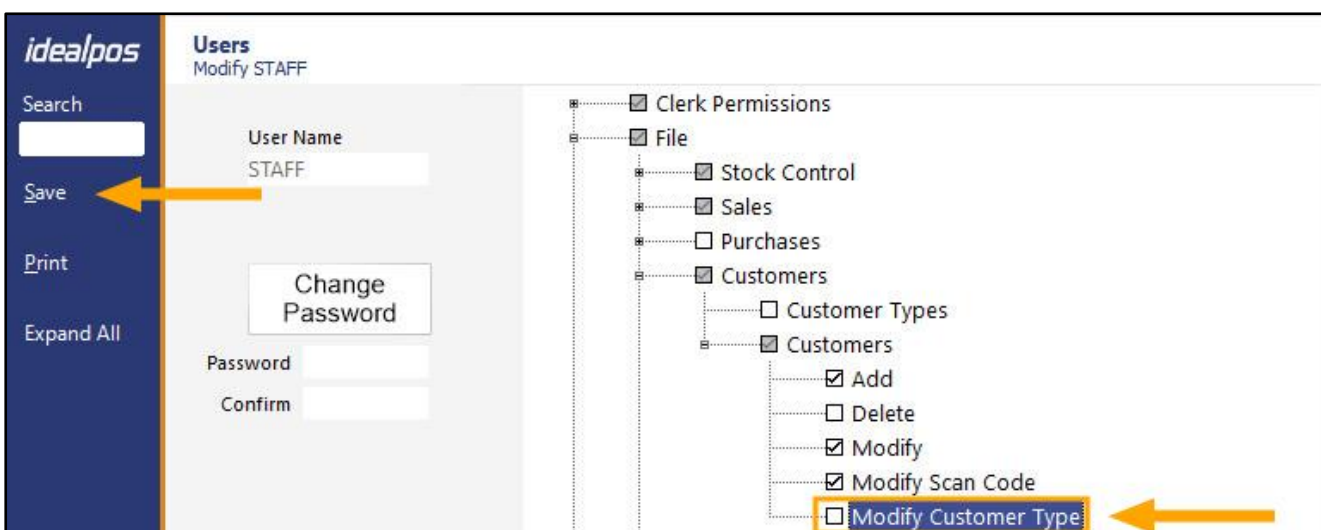 idealpos
Users
Modify STAFF
Search
Save
Print
Expand All
User Name
STAFF
Change
Password
Password
Confirm
Clerk Permissions
File
Stock Control
Sales
Purchases
Customers
Customer Types
Customers
Add
Delete
Modify
Modify Scan Code
Modify Customer Type